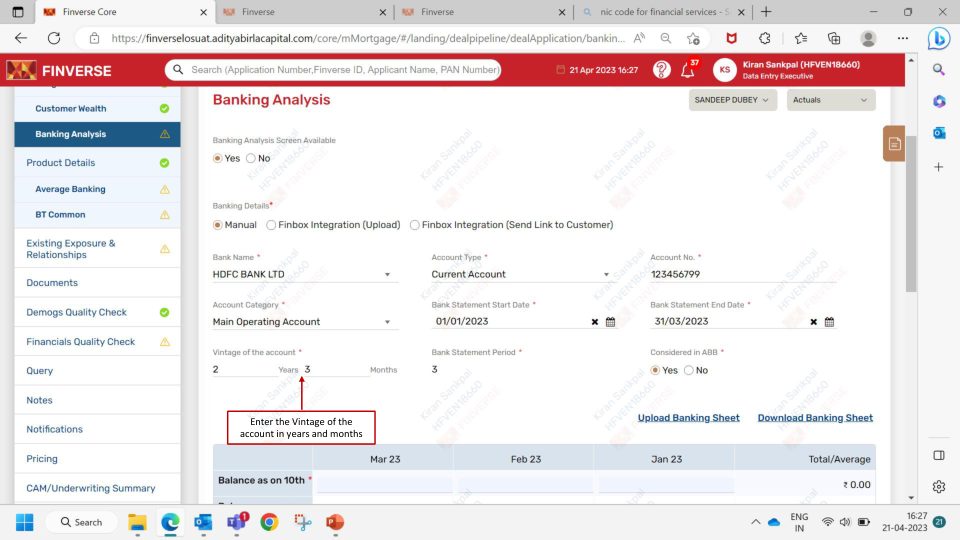 Finverse Core
Finverse
Finverse
nic code for financial services - S
https://finverselosuat.adityabirlacapital.com/core/mMortgage/#/landing/dealpipeline/dealApplication/bankin...
FINVERSE
Search (Application Number,Finverse ID, Applicant Name, PAN Number)
21 Apr 2023 16:27
37
KS
Kiran Sankpal (HFVEN18660)
Data Entry Executive
Customer Wealth
Banking Analysis
Product Details
Average Banking
BT Common
Existing Exposure &
Relationships
Documents
Demogs Quality Check
Financials Quality Check
Query
Notes
Notifications
Pricing
CAM/Underwriting Summary
Banking Analysis
SANDEEP DUBEY
Actuals
Banking Analysis Screen Available
Yes No
Banking Details*
Manual Finbox Integration (Upload) Finbox Integration (Send Link to Customer)
Bank Name * Account Type * Account No. *
HDFC BANK LTD Current Account 123456799
Account Category * Bank Statement Start Date * Bank Statement End Date *
Main Operating Account 01/01/2023 31/03/2023
Vintage of the account * Bank Statement Period * Considered in ABB *
2 Years 3 Months 3 Yes No
Enter the Vintage of the
account in years and months
Upload Banking Sheet Download Banking Sheet
Mar 23 Feb 23 Jan 23 Total/Average
Balance as on 10th * ₹ 0.00
Kiran Sankpal
HFVEN18660
FINVERSE
Search
1
ENG
IN
16:27
21-04-2023
21